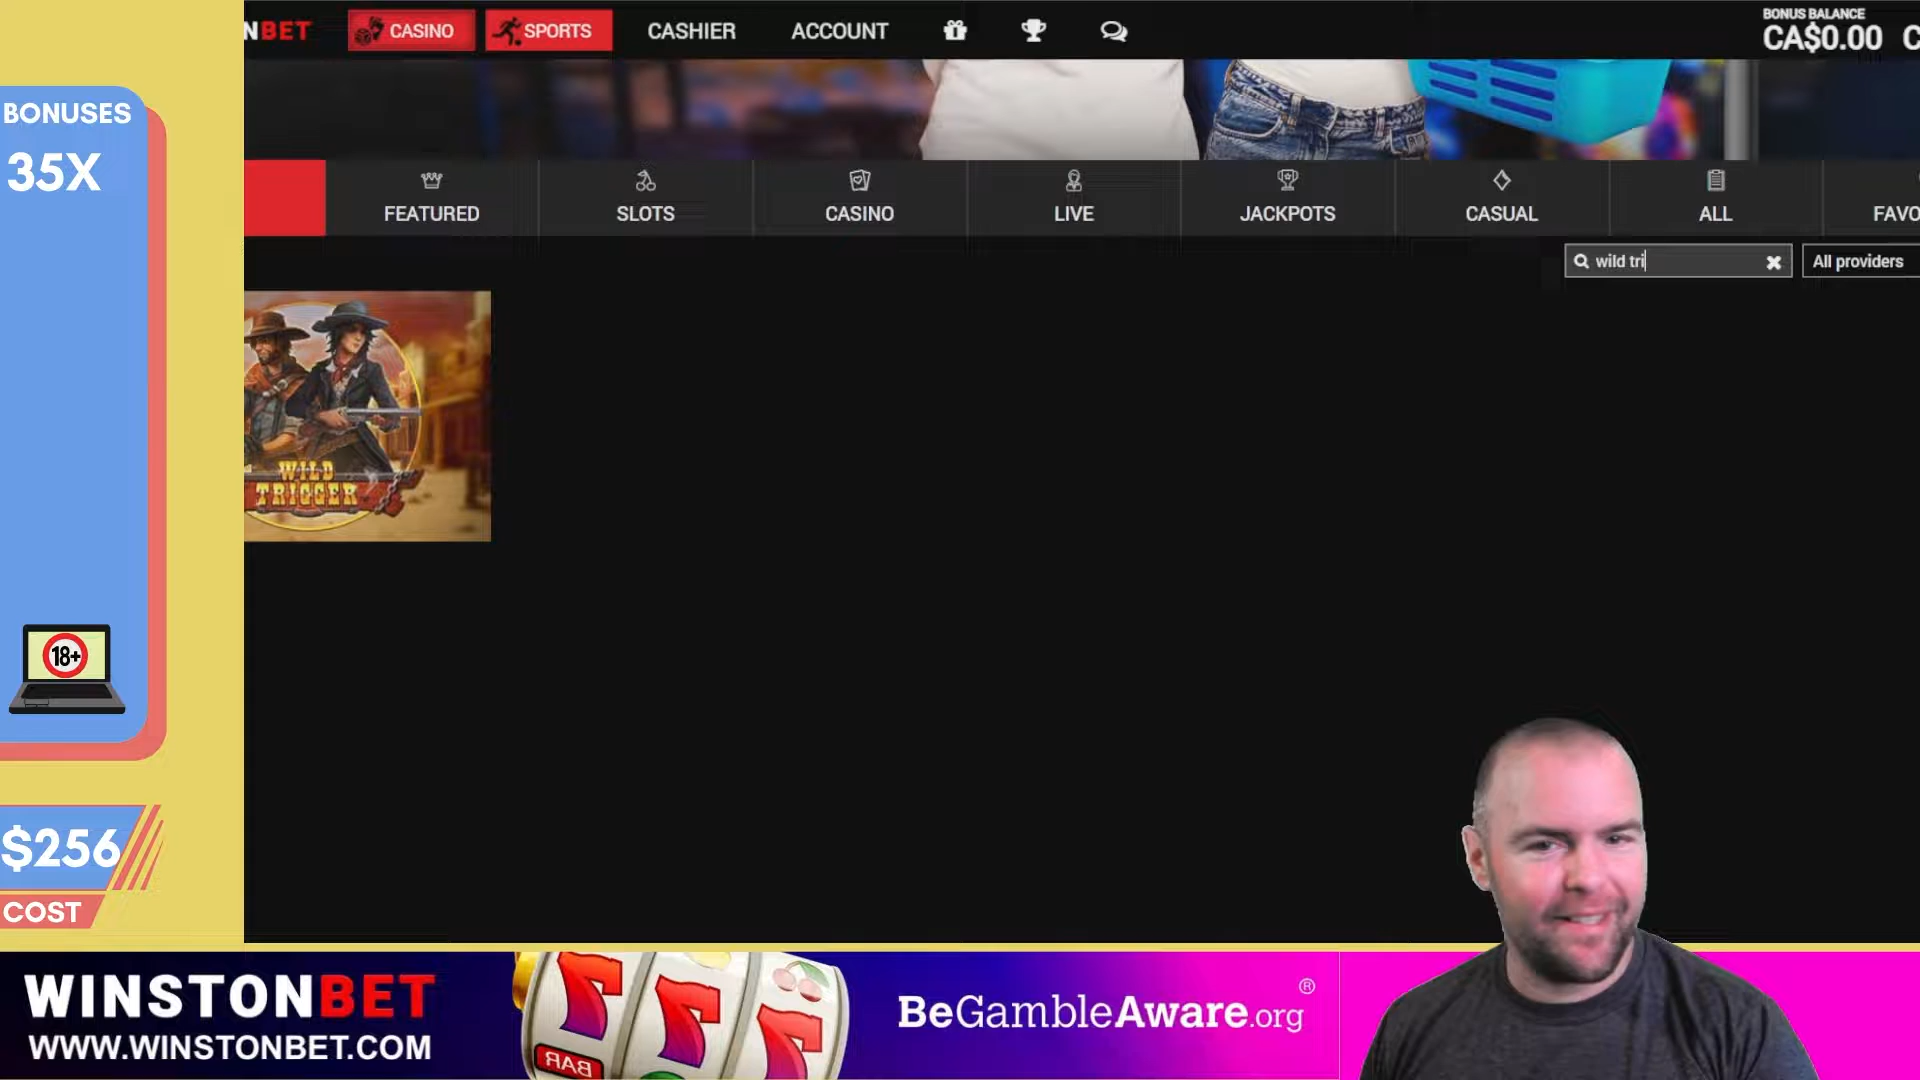 NBET
CASINO
SPORTS
CASHIER
ACCOUNT
BONUS BALANCE
CA$0.00
C
BONUSES
35X
FEATURED
SLOTS
CASINO
LIVE
JACKPOTS
CASUAL
ALL
FAVO
wild tri
All providers
WILD
TRIGGER
18+
$256
COST
WINSTONBET
WWW.WINSTONBET.COM
BAR
BeGambleAware.org®